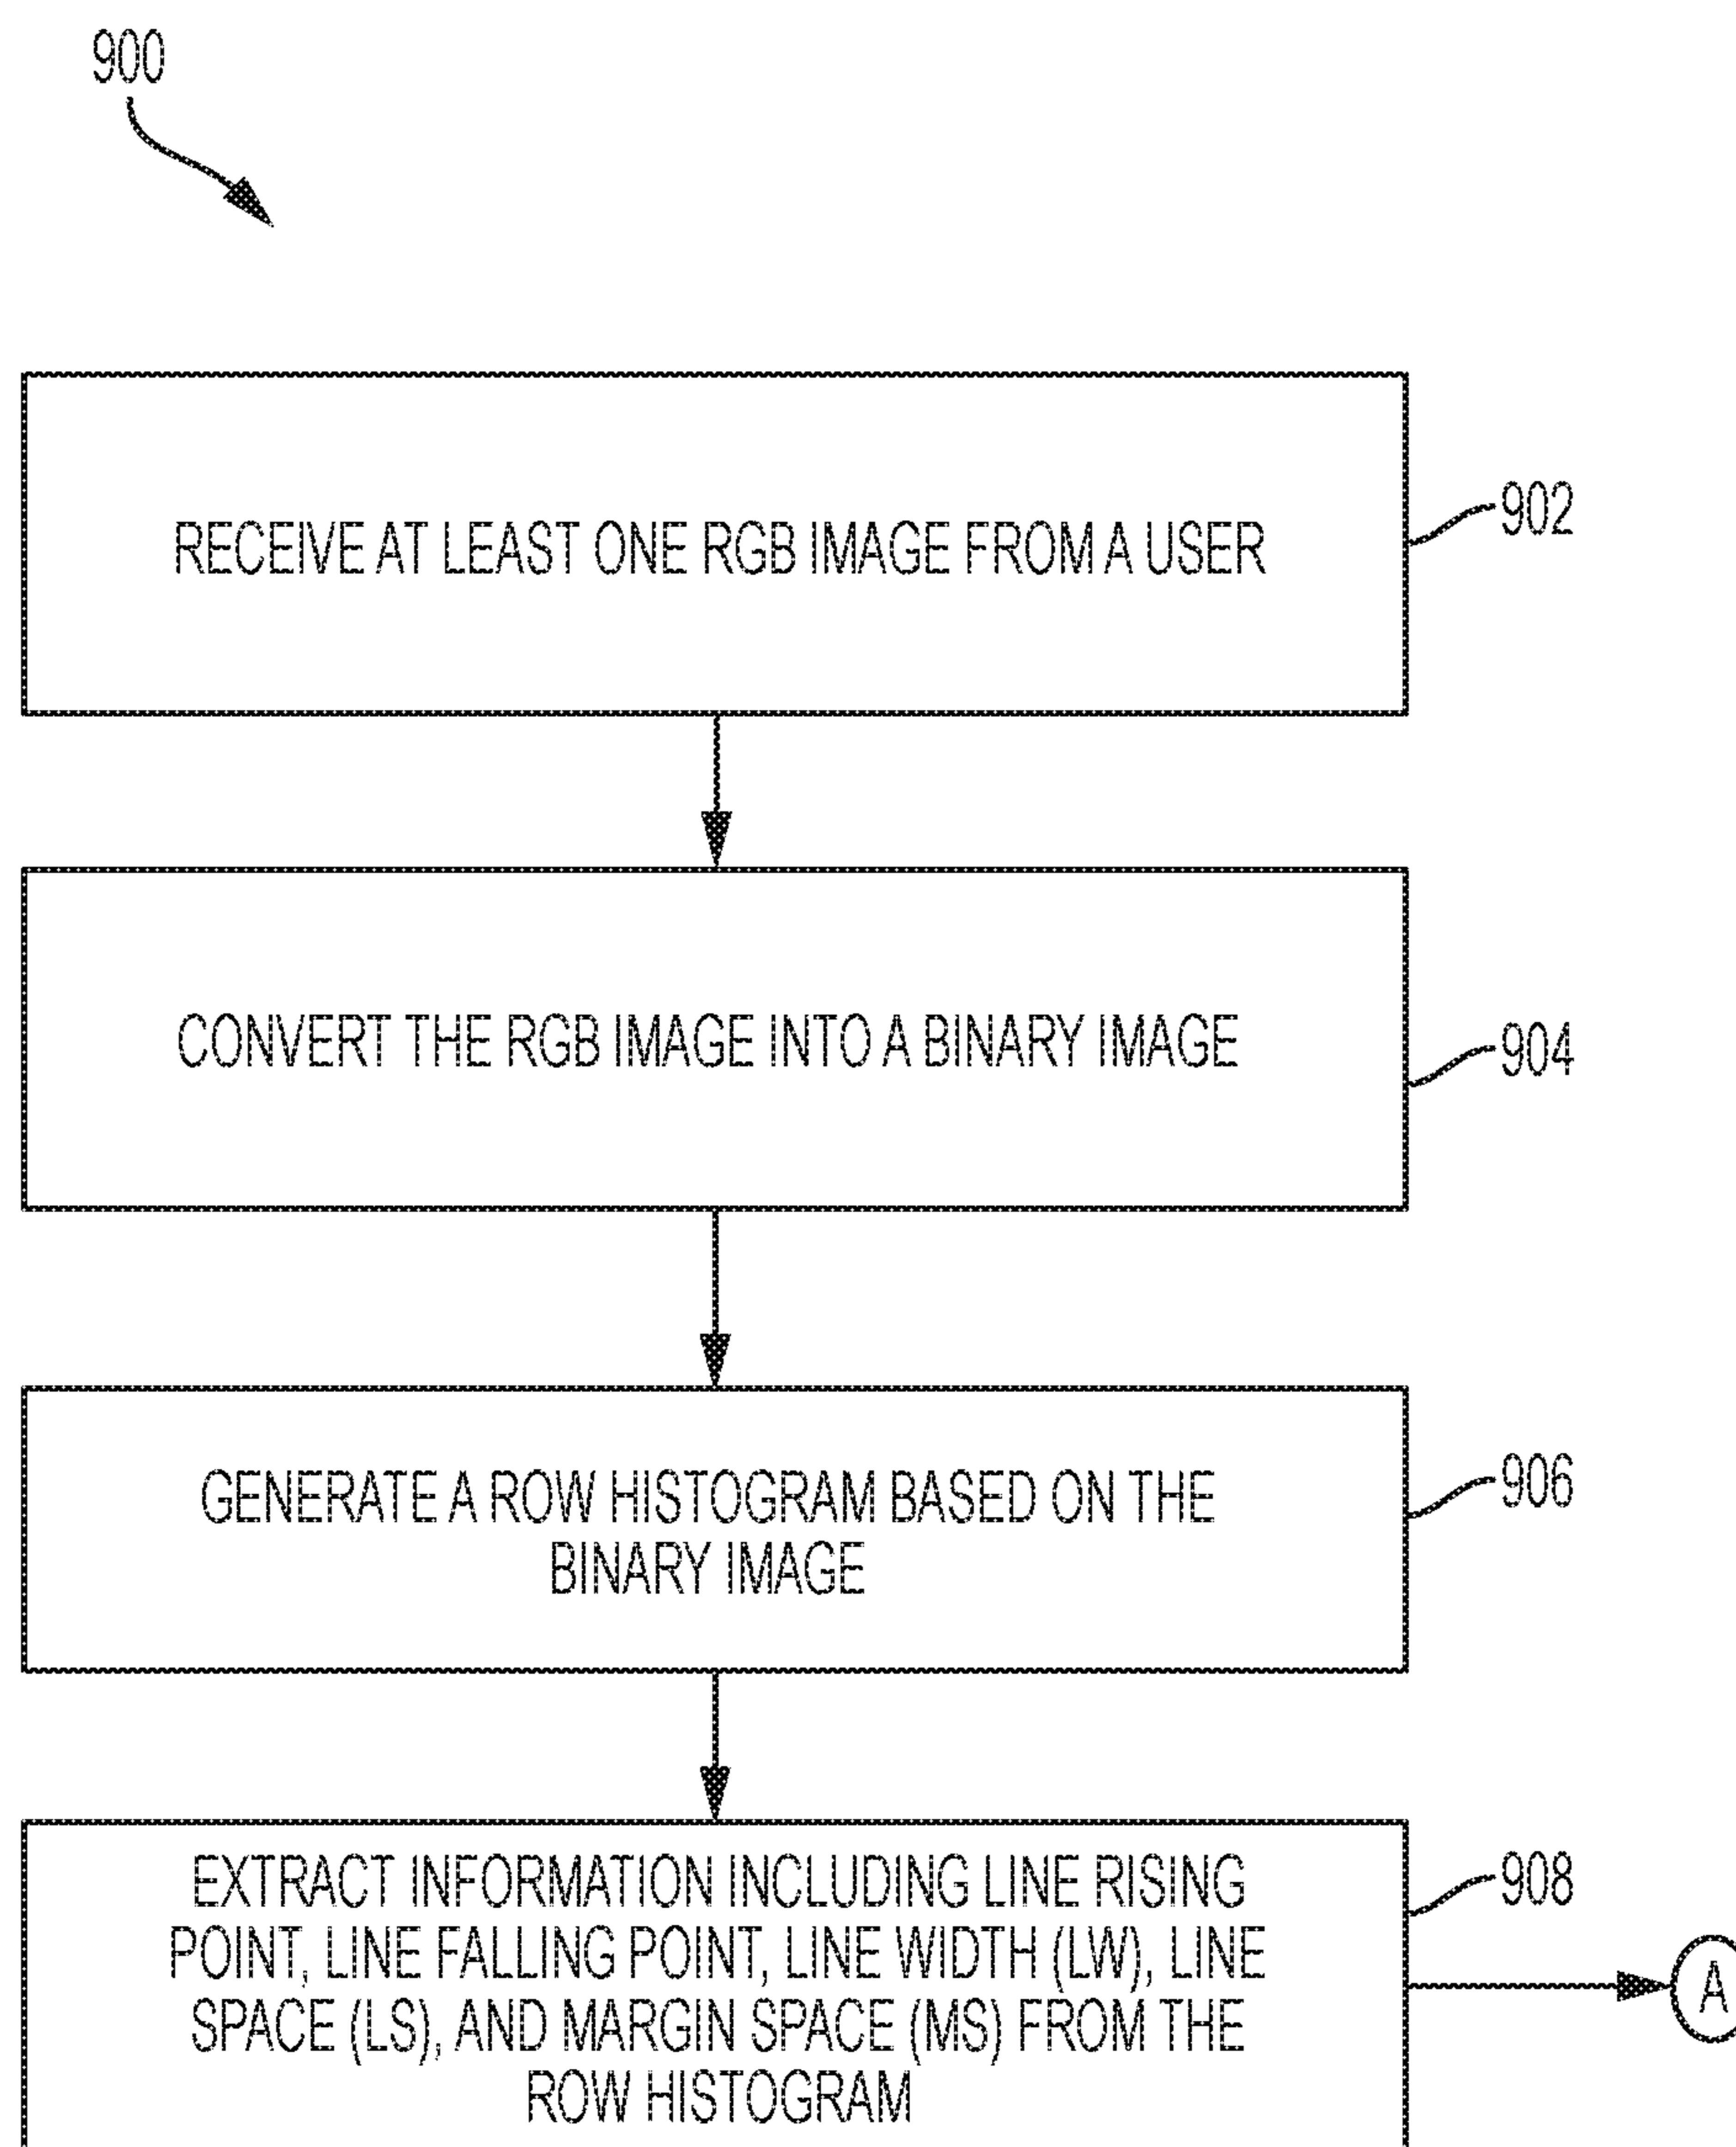 900
RECEIVE AT LEAST ONE RGB IMAGE FROM A USER
902
CONVERT THE RGB IMAGE INTO A BINARY IMAGE
904
GENERATE A ROW HISTOGRAM BASED ON THE
BINARY IMAGE
906
EXTRACT INFORMATION INCLUDING LINE RISING
POINT, LINE FALLING POINT, LINE WIDTH (LW), LINE
SPACE (LS), AND MARGIN SPACE (MS) FROM THE
ROW HISTOGRAM
908
A